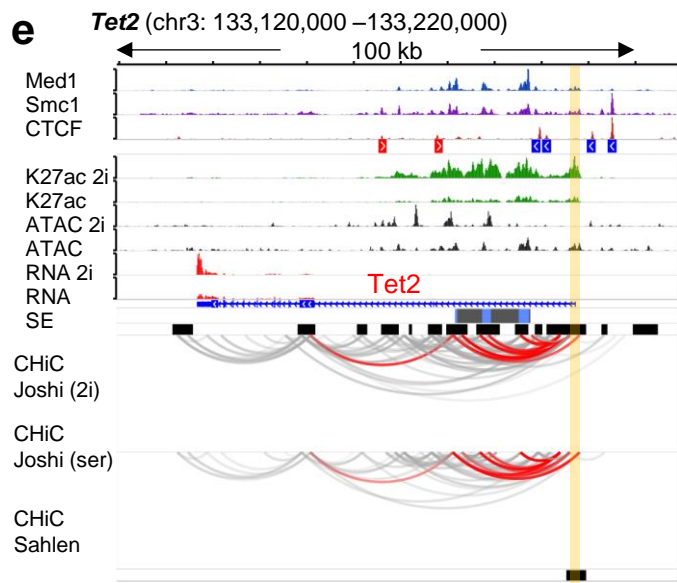 e
Tet2 (chr3: 133,120,000 –133,220,000)
100 kb
Med1
Smc1
CTCF
K27ac 2i
K27ac
ATAC 2i
ATAC
RNA 2i
RNA
Tet2
SE
CHiC
Joshi (2i)
CHiC
Joshi (ser)
CHiC
Sahlen